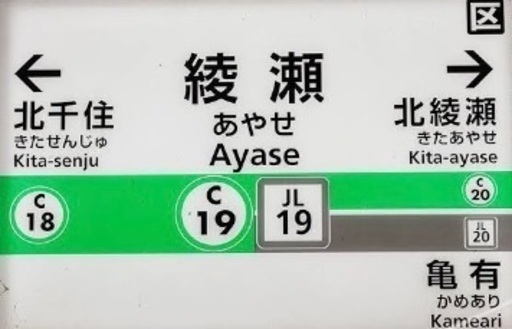 区
←
→
綾瀬
あやせ
Ayase
北千住
きたせんじゅ
Kita-senju
北綾瀬
きたあやせ
Kita-ayase
C
18
C
19
JL
19
C
20
JL
20
亀有
かめあり
Kameari